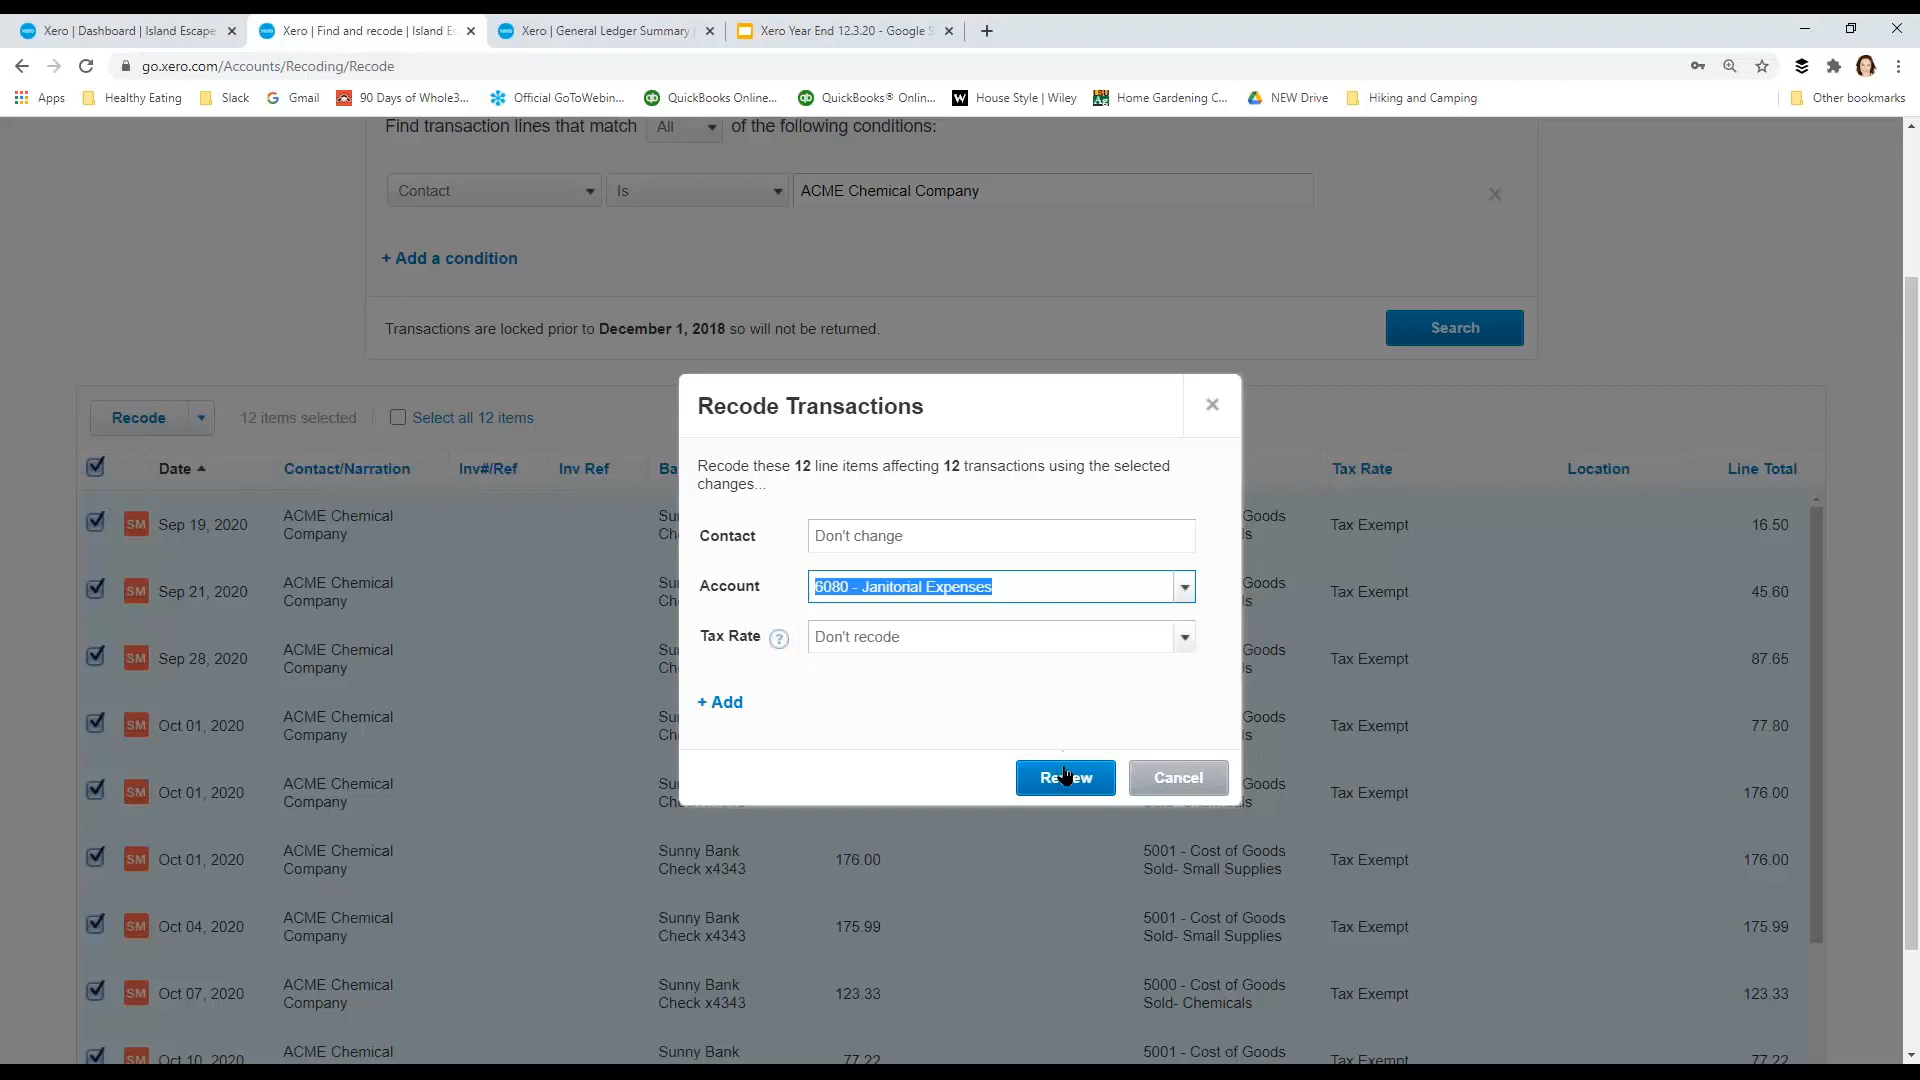 Xero | Dashboard | Island Escape
Xero | Find and recode | Island Es
Xero | General Ledger Summary |
Xero Year End 12.3.20 - Google S
go.xero.com/Accounts/Recoding/Recode
Apps
Healthy Eating
Slack
Gmail
90 Days of Whole3...
Official GoToWebin...
QuickBooks Online...
QuickBooks® Onlin...
House Style | Wiley
Home Gardening C...
NEW Drive
Hiking and Camping
Other bookmarks
Find transaction lines that match All of the following conditions:
Contact Is ACME Chemical Company
+ Add a condition
Transactions are locked prior to December 1, 2018 so will not be returned.
Search
Recode 12 items selected Select all 12 items
Date Contact/Narration Inv#/Ref Inv Ref Ba Tax Rate Location Line Total
Recode Transactions
Recode these 12 line items affecting 12 transactions using the selected
changes...
Contact Don't change
Account 6080 - Janitorial Expenses
Tax Rate ? Don't recode
+ Add
Cancel
SM Sep 19, 2020 ACME Chemical
Company Goods Tax Exempt 16.50
SM Sep 21, 2020 ACME Chemical
Company Goods Tax Exempt 45.60
SM Sep 28, 2020 ACME Chemical
Company Goods Tax Exempt 87.65
SM Oct 01, 2020 ACME Chemical
Company Goods Tax Exempt 77.80
SM Oct 01, 2020 ACME Chemical
Company Goods Tax Exempt 176.00
SM Oct 01, 2020 ACME Chemical
Company Sunny Bank
Check x4343 176.00 5001 - Cost of Goods
Sold- Small Supplies Tax Exempt 176.00
SM Oct 04, 2020 ACME Chemical
Company Sunny Bank
Check x4343 175.99 5001 - Cost of Goods
Sold- Small Supplies Tax Exempt 175.99
SM Oct 07, 2020 ACME Chemical
Company Sunny Bank
Check x4343 123.33 5000 - Cost of Goods
Sold- Chemicals Tax Exempt 123.33
SM Oct 10, 2020 ACME Chemical Sunny Bank 77.22 5001 - Cost of Goods Tax Exempt 77.22